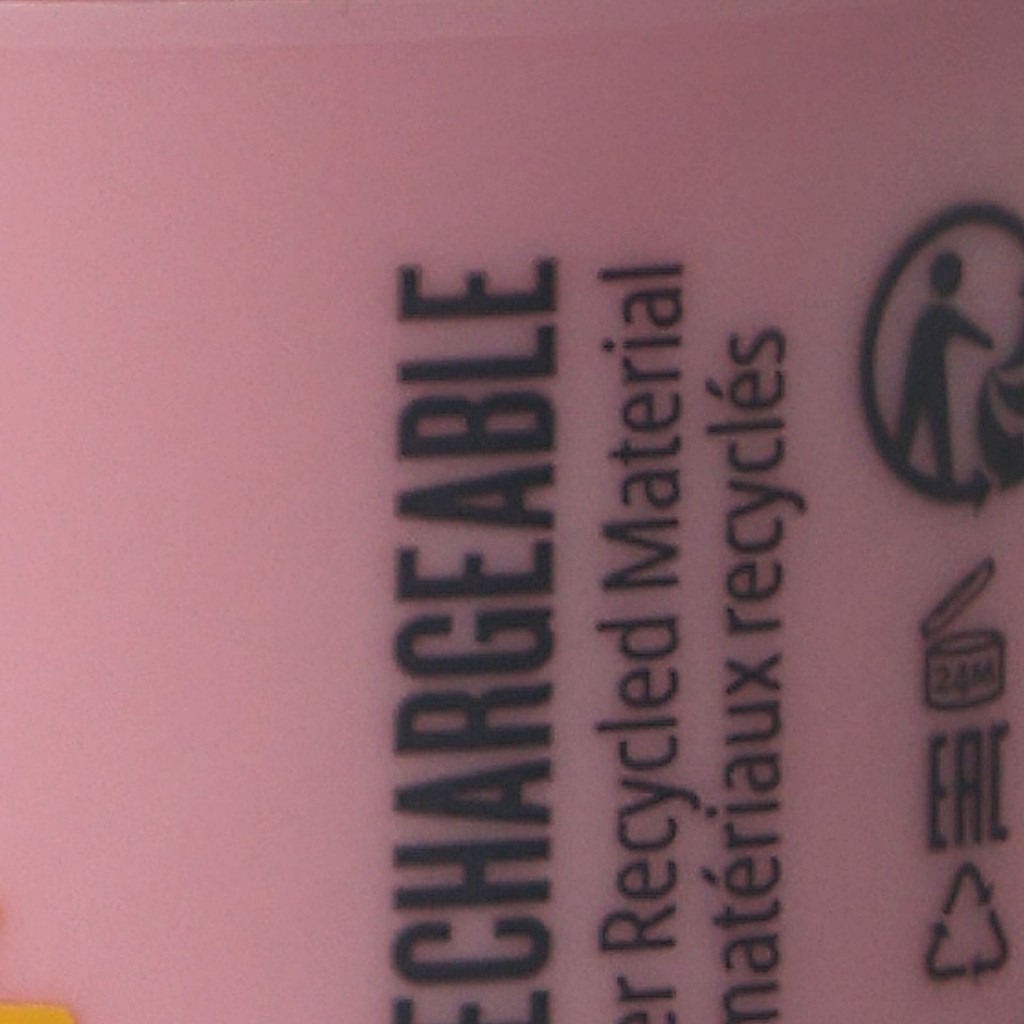 ECHARGEABLE
er Recycled Material
matériaux recyclés
24M
EAC